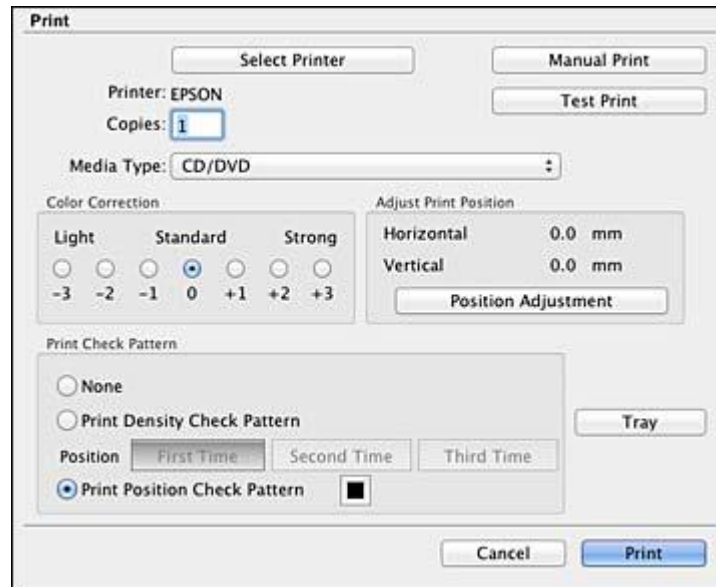 Print
Select Printer
Manual Print
Printer: EPSON
Test Print
Copies: 1
Media Type: CD/DVD
Color Correction
Adjust Print Position
Light Standard Strong
Horizontal 0.0 mm
Vertical 0.0 mm
-3 -2 -1 0 +1 +2 +3
Position Adjustment
Print Check Pattern
None
Print Density Check Pattern
Tray
Position First Time Second Time Third Time
Print Position Check Pattern
Cancel Print